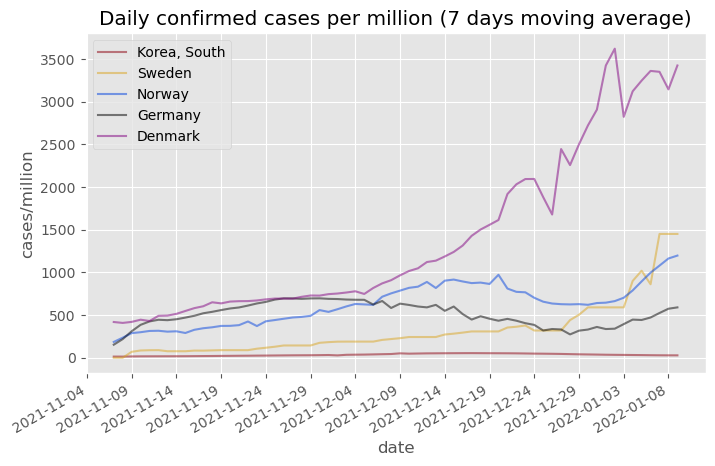 Daily confirmed cases per million (7 days moving average)
Korea, South
Sweden
Norway
Germany
Denmark
3500
3000
2500
2000
1500
1000
500
0
cases/million
2021-11-04
2021-11-09
2021-11-14
2021-11-19
2021-11-24
2021-11-29
2021-12-04
2021-12-09
2021-12-14
2021-12-19
2021-12-24
2021-12-29
2022-01-03
2022-01-08
date